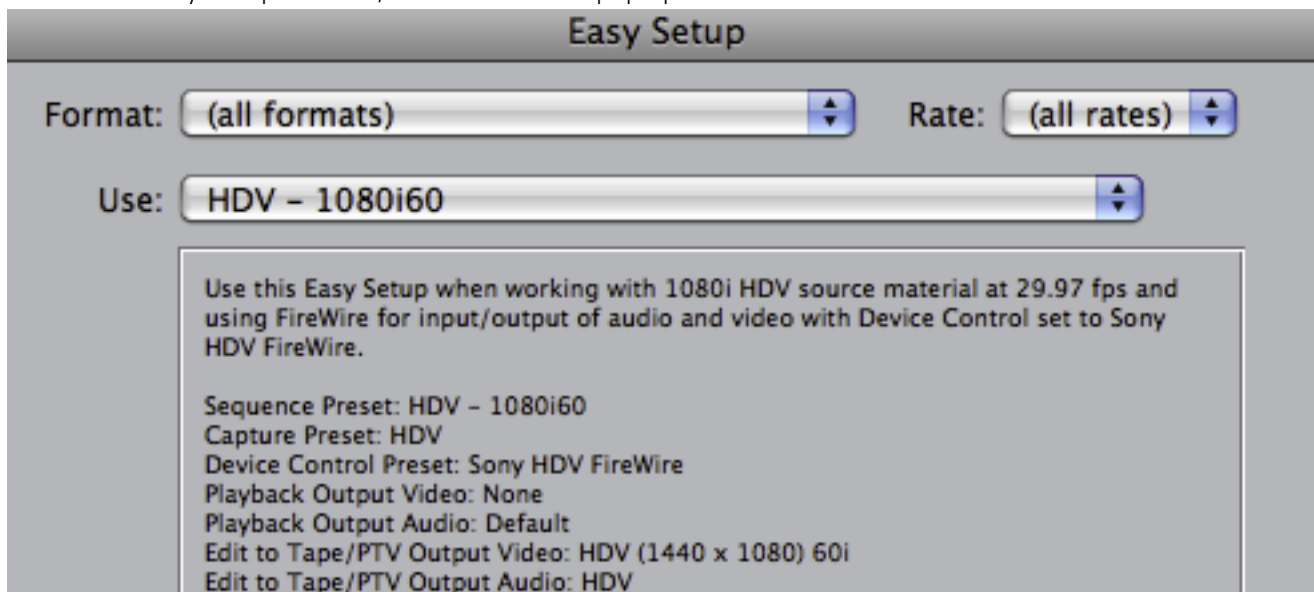 Easy Setup
Format: (all formats) Rate: (all rates)
Use: HDV – 1080i60
Use this Easy Setup when working with 1080i HDV source material at 29.97 fps and
using FireWire for input/output of audio and video with Device Control set to Sony
HDV FireWire.
Sequence Preset: HDV – 1080i60
Capture Preset: HDV
Device Control Preset: Sony HDV FireWire
Playback Output Video: None
Playback Output Audio: Default
Edit to Tape/PTV Output Video: HDV (1440 x 1080) 60i
Edit to Tape/PTV Output Audio: HDV